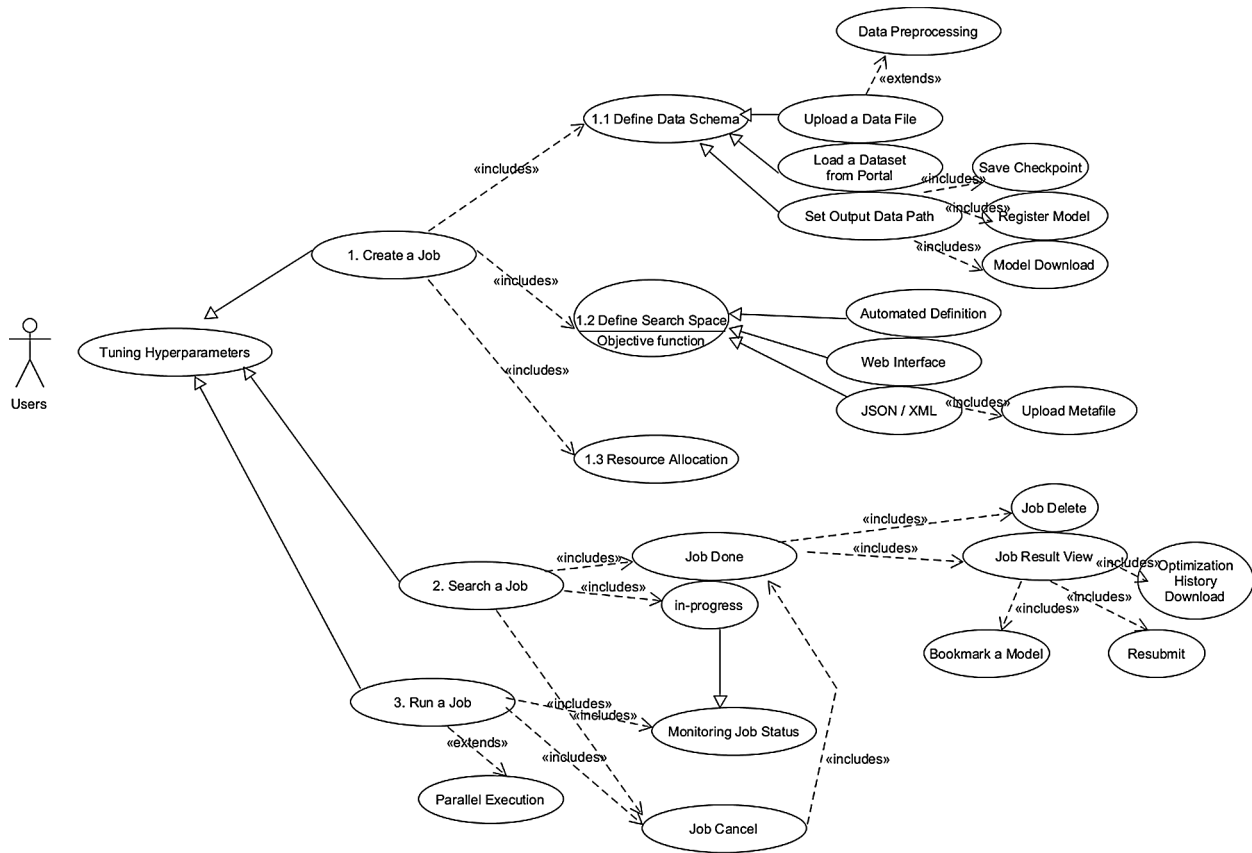 Data Preprocessing
«extends»
1.1 Define Data Schema
Upload a Data File
«includes»
Load a Dataset
from Portal
«includes»
Save Checkpoint
Set Output Data Path
«includes»
Register Model
«includes»
Model Download
1. Create a Job
«includes»
1.2 Define Search Space
Objective function
Automated Definition
Web Interface
JSON / XML
«includes»
Upload Metafile
Users
Tuning Hyperparameters
«includes»
1.3 Resource Allocation
Job Delete
«includes»
Job Done
«includes»
«includes»
Job Result View
«includes»
Optimization
History
Download
2. Search a Job
«includes»
in-progress
«includes»
«includes»
Bookmark a Model
Resubmit
3. Run a Job
«includes»
«includes»
Monitoring Job Status
«extends»
«includes»
«includes»
Parallel Execution
Job Cancel